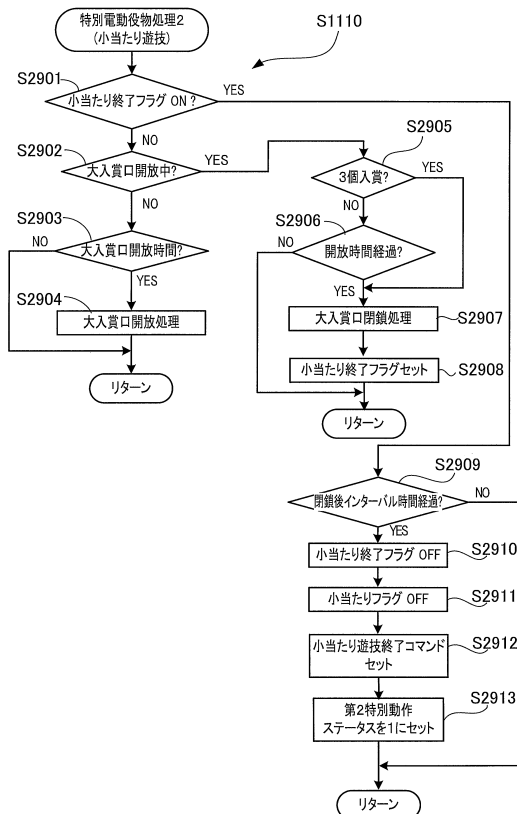 特別電動役物処理2
(小当たり遊技)
S1110
S2901
小当たり終了フラグ ON?
YES
NO
S2902
大入賞口開放中?
YES
NO
S2905
3個入賞?
YES
NO
S2903
大入賞口開放時間?
NO
YES
S2906
開放時間経過?
NO
YES
S2904
大入賞口開放処理
リターン
大入賞口閉鎖処理
S2907
小当たり終了フラグセット
S2908
リターン
S2909
閉鎖後インターバル時間経過?
NO
YES
小当たり終了フラグ OFF
S2910
小当たりフラグ OFF
S2911
小当たり遊技終了コマンド
セット
S2912
第2特別動作
ステータスを1にセット
S2913
リターン